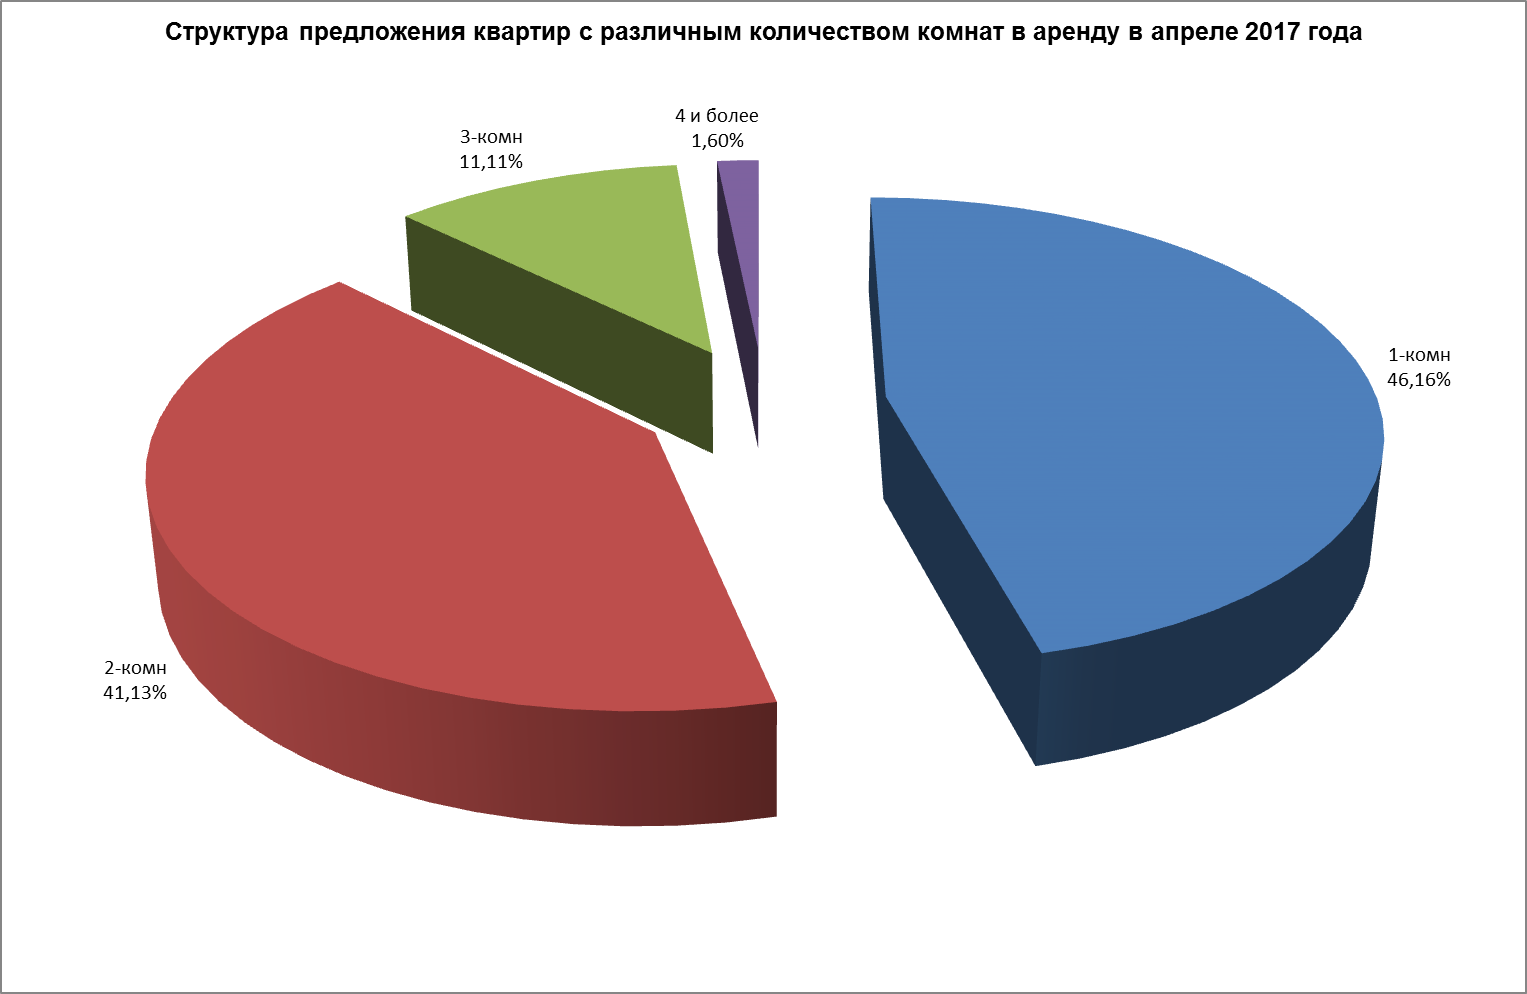 Структура предложения квартир с различным количеством комнат в аренду в апреле 2017 года
4 и более
1,60%
3-комн
11,11%
1-комн
46,16%
2-комн
41,13%